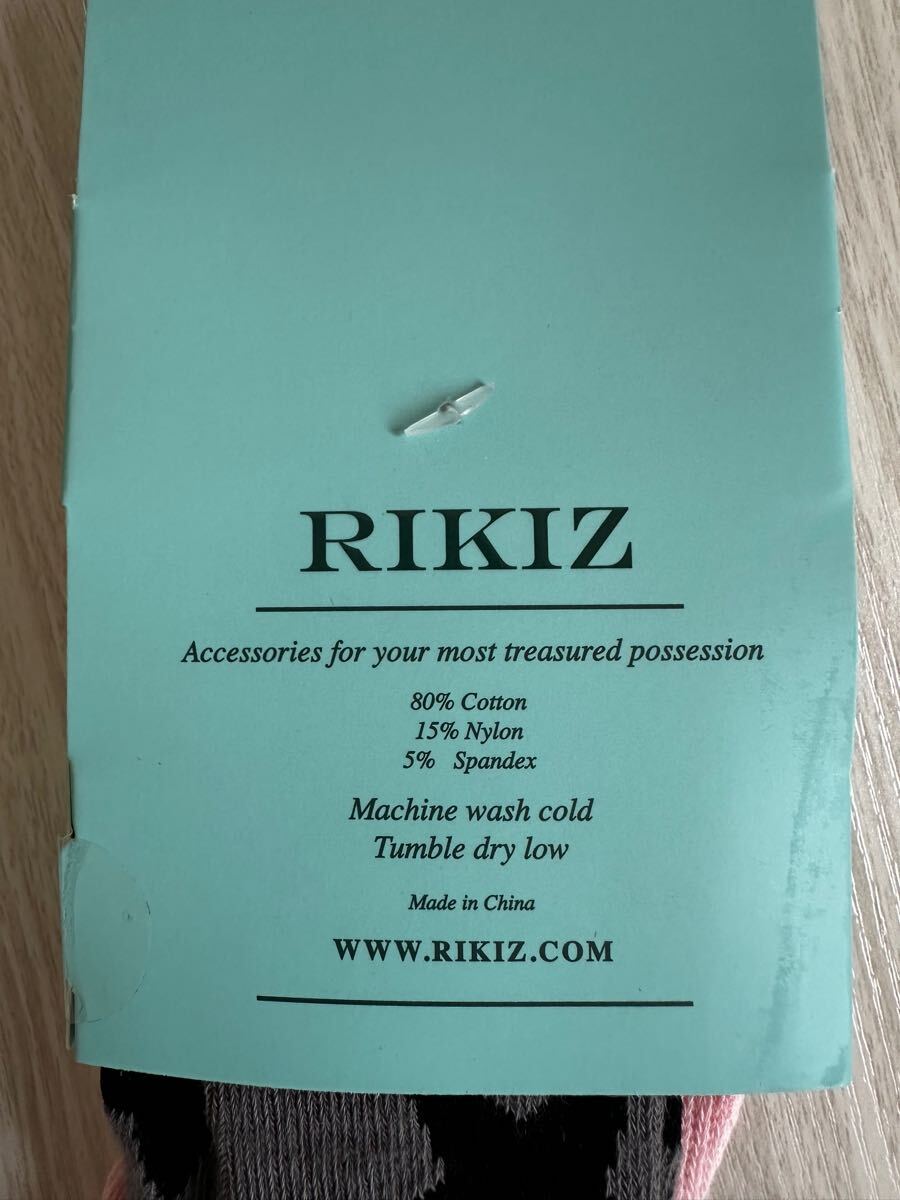 RIKIZ
Accessories for your most treasured possession
80% Cotton
15% Nylon
5% Spandex
Machine wash cold
Tumble dry low
Made in China
WWW.RIKIZ.COM